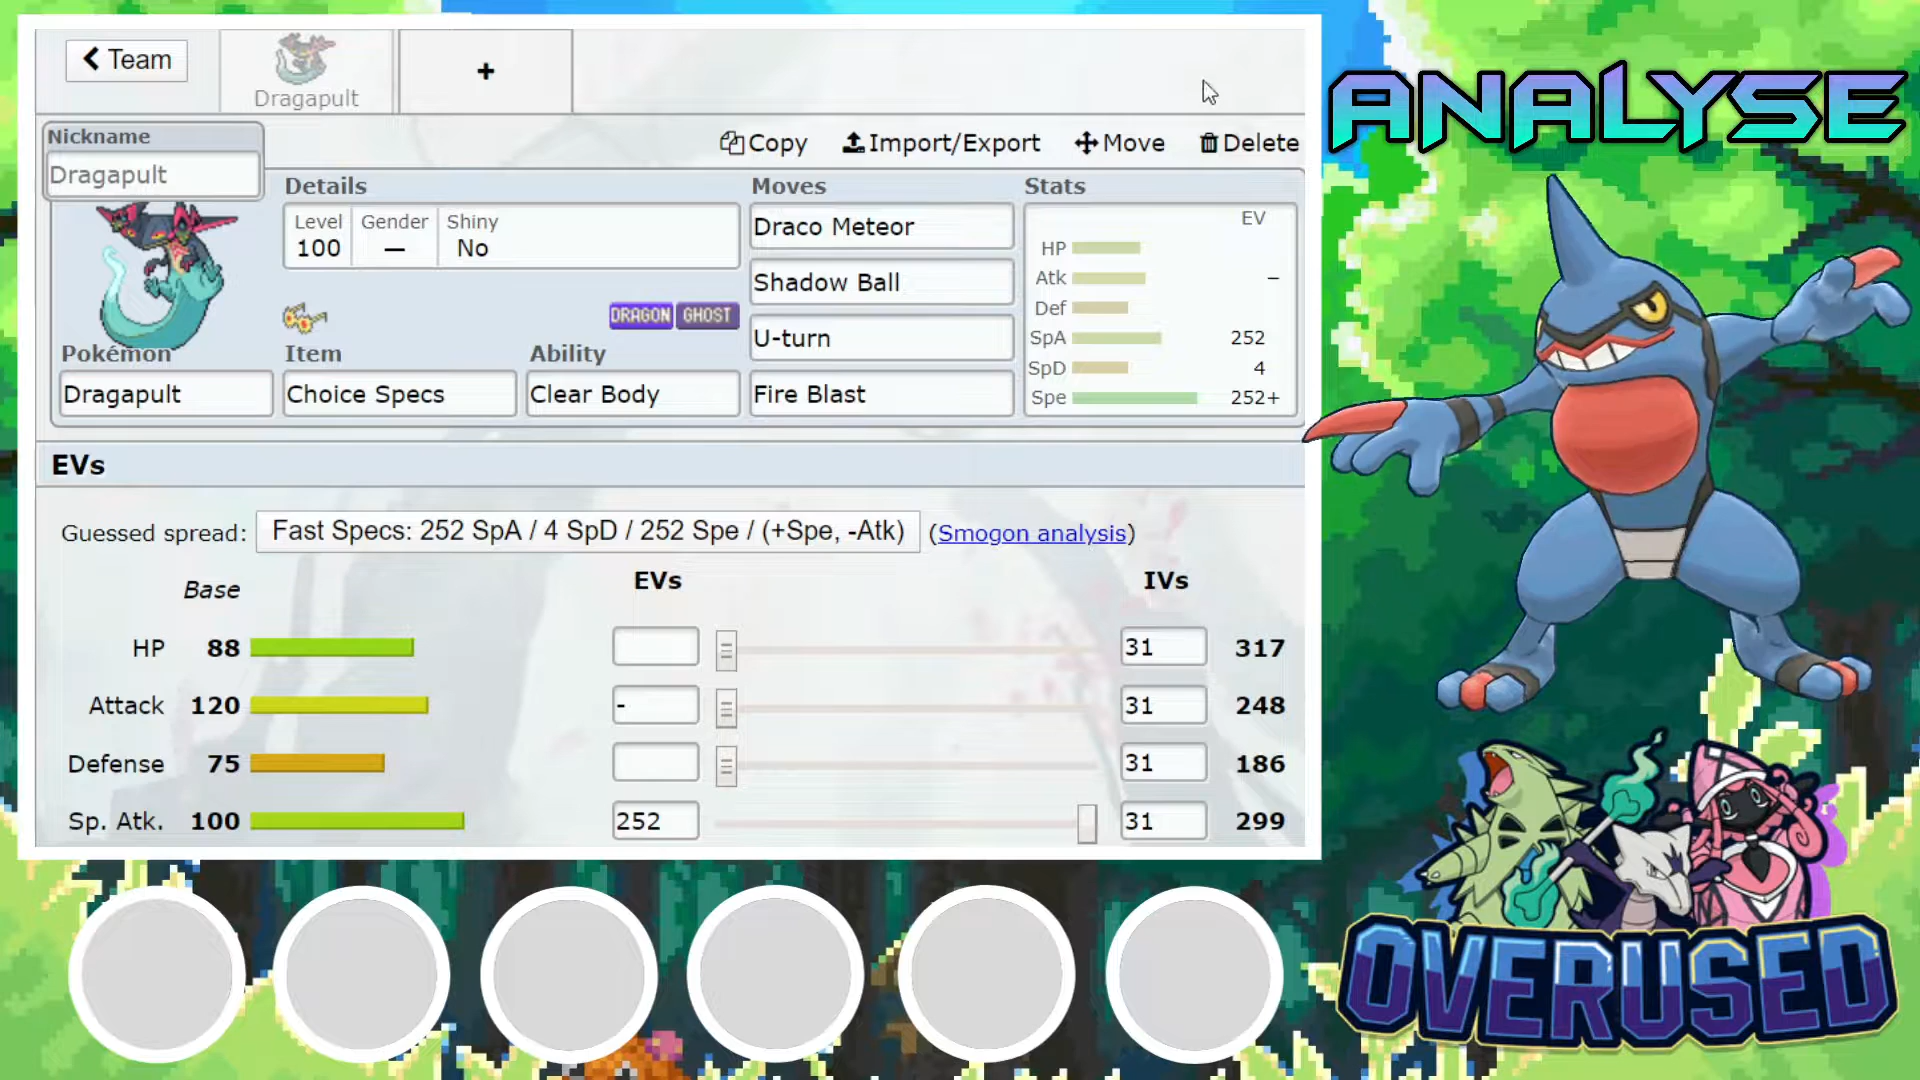 Team
Dragapult
+
ANALYSE
Nickname
Dragapult
Copy Import/Export Move Delete
Details
Level Gender Shiny
100 — No
DRAGON GHOST
Pokémon Item Ability
Dragapult Choice Specs Clear Body
Moves
Draco Meteor
Shadow Ball
U-turn
Fire Blast
Stats
EV
HP
Atk –
Def
SpA 252
SpD 4
Spe 252+
EVs
Guessed spread: Fast Specs: 252 SpA / 4 SpD / 252 Spe / (+Spe, -Atk) (Smogon analysis)
Base EVs IVs
HP 88 31 317
Attack 120 - 31 248
Defense 75 31 186
Sp. Atk. 100 252 31 299
OVERUSED